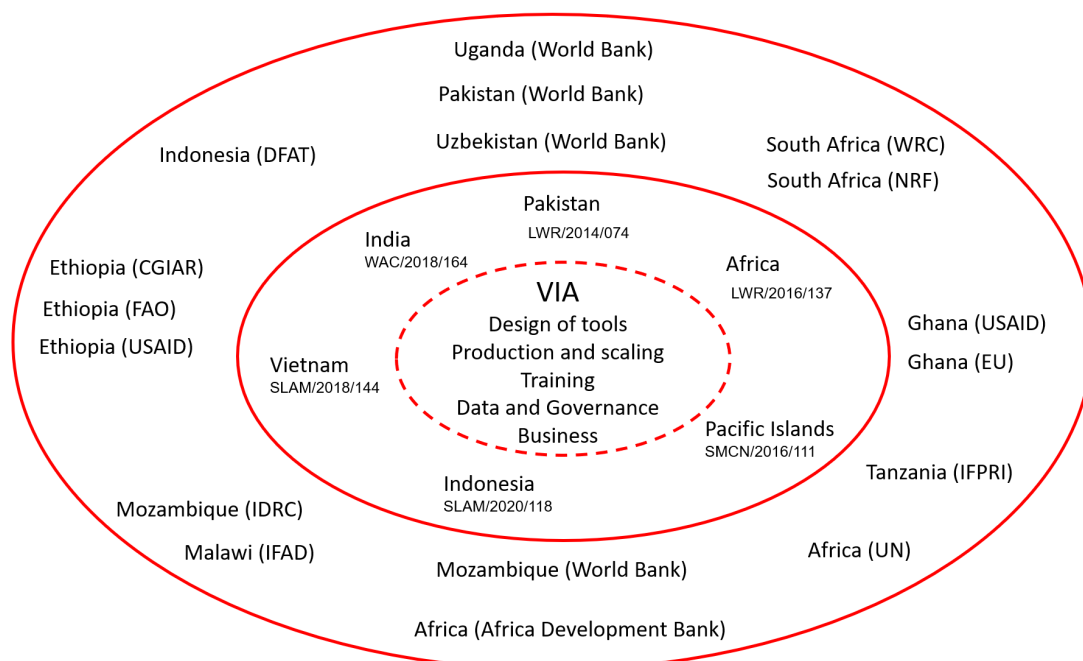 Uganda (World Bank)
Pakistan (World Bank)
Uzbekistan (World Bank)
Indonesia (DFAT)
South Africa (WRC)
South Africa (NRF)
Pakistan
LWR/2014/074
India
WAC/2018/164
Africa
LWR/2016/137
Ethiopia (CGIAR)
Ethiopia (FAO)
Ethiopia (USAID)
VIA
Design of tools
Production and scaling
Training
Data and Governance
Business
Ghana (USAID)
Ghana (EU)
Vietnam
SLAM/2018/144
Pacific Islands
SMCN/2016/111
Indonesia
SLAM/2020/118
Tanzania (IFPRI)
Mozambique (IDRC)
Malawi (IFAD)
Africa (UN)
Mozambique (World Bank)
Africa (Africa Development Bank)